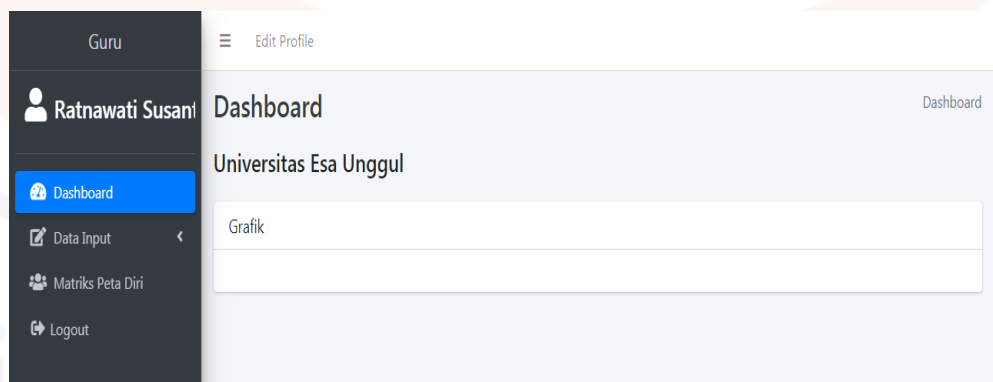 Guru
Edit Profile
Ratnawati Susant
Dashboard
Dashboard
Universitas Esa Unggul
Dashboard
Grafik
Data Input
Matriks Peta Diri
Logout